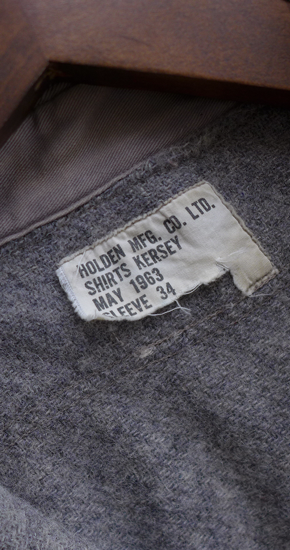 HOLDEN MFG. CO. LTD.
SHIRTS KERSEY
MAY 1963
SLEEVE 34